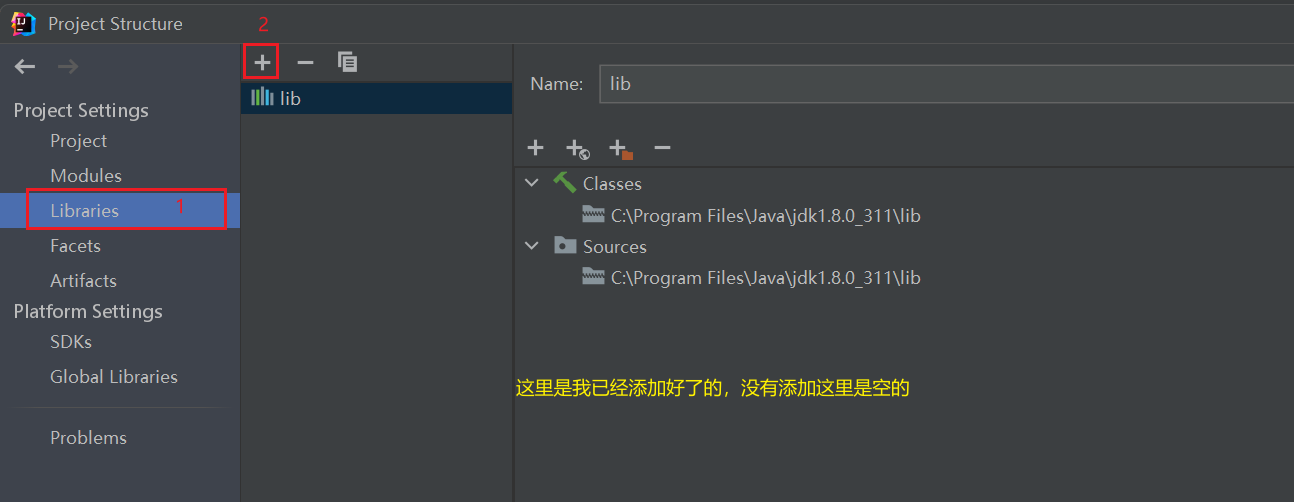 Project Structure
2
Project Settings
Project
Modules
Libraries 1
Facets
Artifacts
Platform Settings
SDKs
Global Libraries
Problems
lib
Name: lib
Classes
C:\Program Files\Java\jdk1.8.0_311\lib
Sources
C:\Program Files\Java\jdk1.8.0_311\lib
这里是我已经添加好了的，没有添加这里是空的